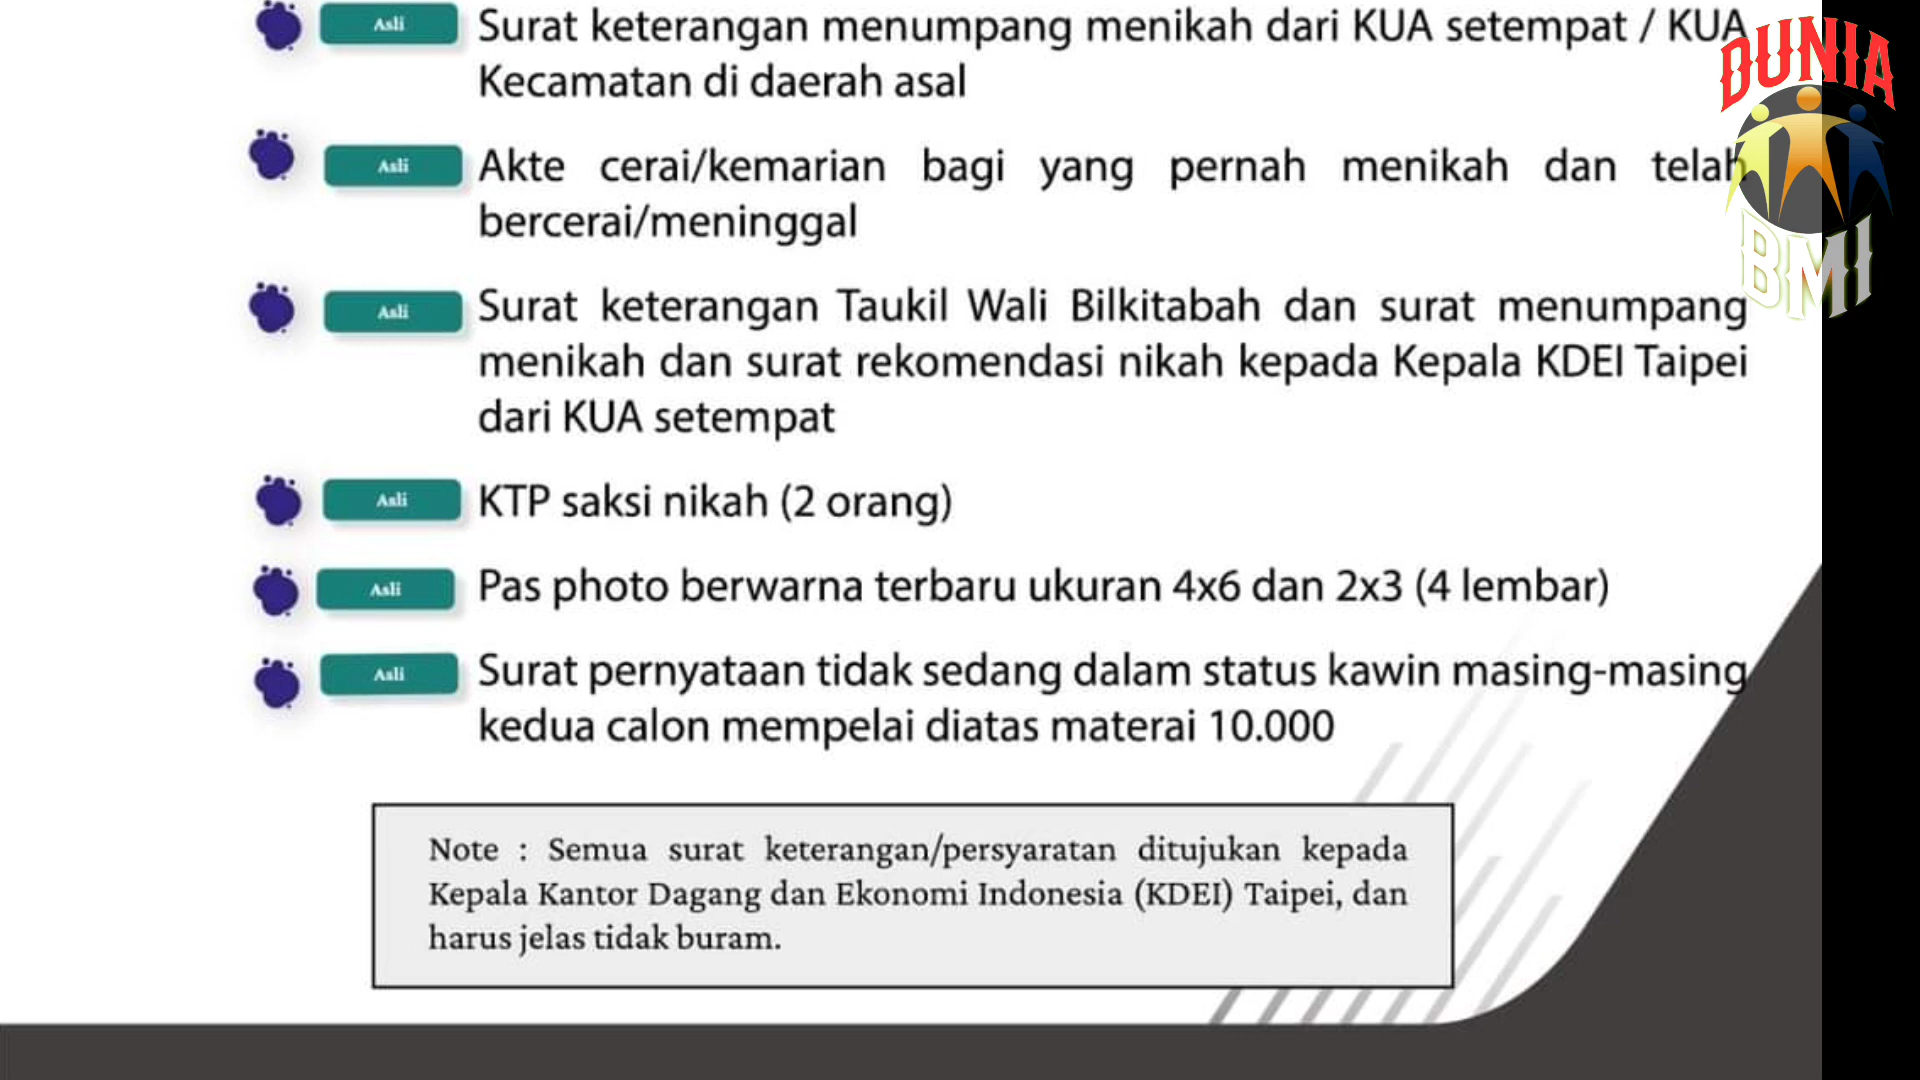 Asli Surat keterangan menumpang menikah dari KUA setempat / KUA
Kecamatan di daerah asal
Asli Akte cerai/kemarian bagi yang pernah menikah dan telah
bercerai/meninggal
Asli Surat keterangan Taukil Wali Bilkitabah dan surat menumpang
menikah dan surat rekomendasi nikah kepada Kepala KDEI Taipei
dari KUA setempat
Asli KTP saksi nikah (2 orang)
Asli Pas photo berwarna terbaru ukuran 4x6 dan 2x3 (4 lembar)
Asli Surat pernyataan tidak sedang dalam status kawin masing-masing
kedua calon mempelai diatas materai 10.000
Note : Semua surat keterangan/persyaratan ditujukan kepada
Kepala Kantor Dagang dan Ekonomi Indonesia (KDEI) Taipei, dan
harus jelas tidak buram.
DUNIA
BMI